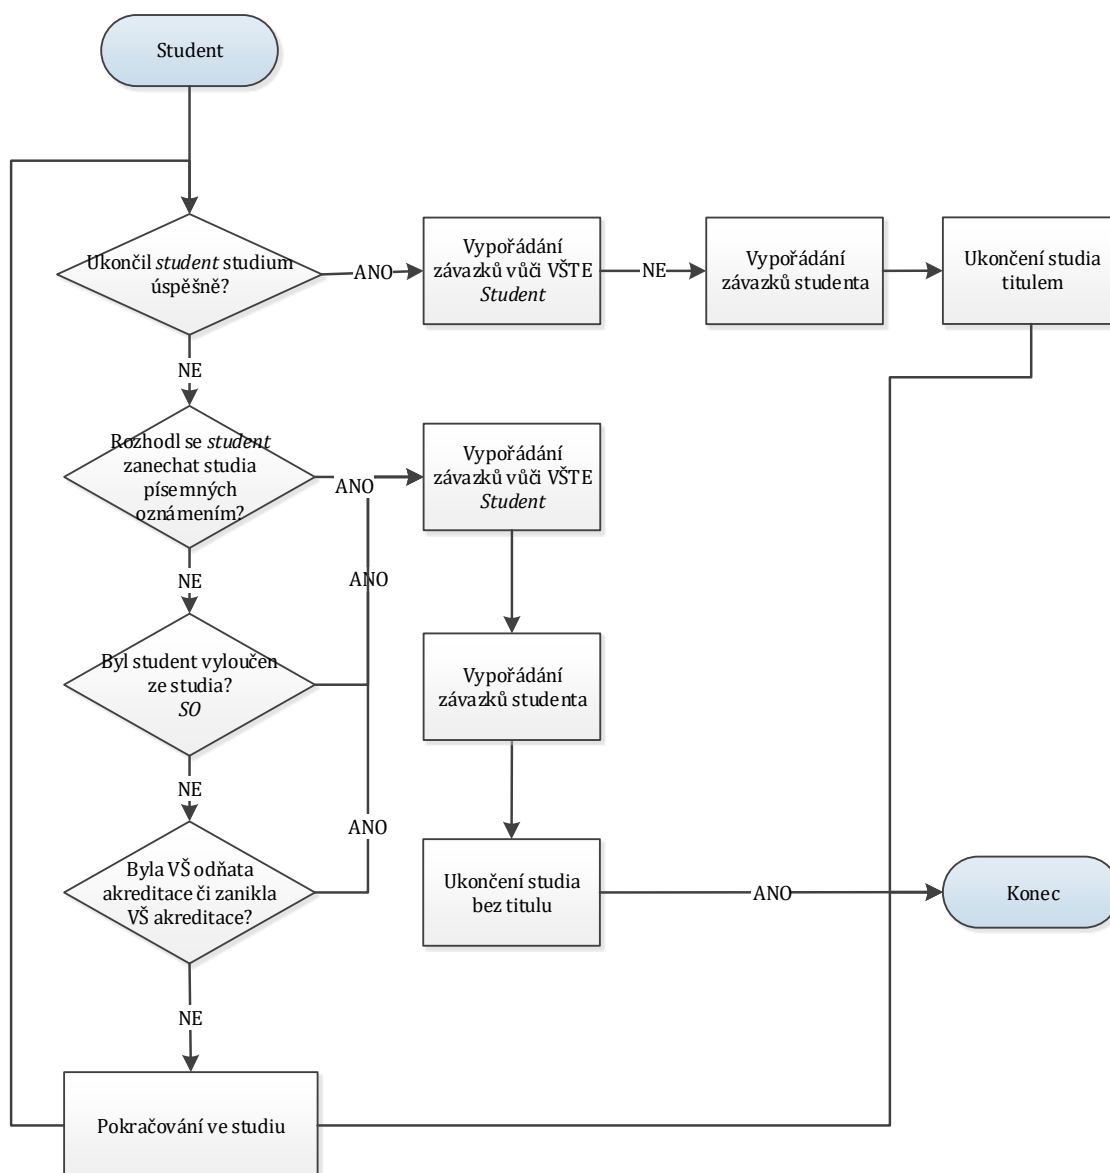 Student
Ukončil student studium
úspěšně?
ANO
Vypořádání
závazků vůči VŠTE
Student
NE
Vypořádání
závazků studenta
Ukončení studia
titulem
NE
Rozhodl se student
zanechat studia
písemných
oznámením?
ANO
Vypořádání
závazků vůči VŠTE
Student
NE
ANO
Byl student vyloučen
ze studia?
SO
Vypořádání
závazků studenta
NE
ANO
Byla VŠ odňata
akreditace či zanikla
VŠ akreditace?
Ukončení studia
bez titulu
ANO
Konec
NE
Pokračování ve studiu